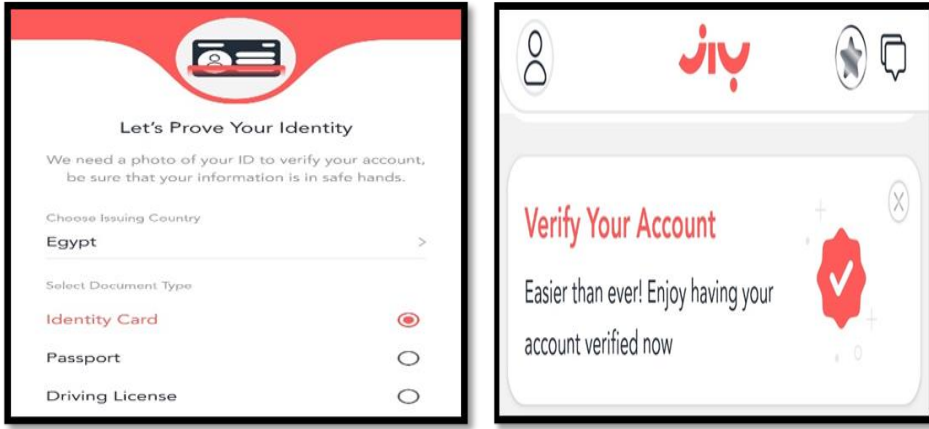 Let's Prove Your Identity
We need a photo of your ID to verify your account,
be sure that your information is in safe hands.
Choose Issuing Country
Egypt
Select Document Type
Identity Card
Passport
Driving License
Verify Your Account
Easier than ever! Enjoy having your
account verified now